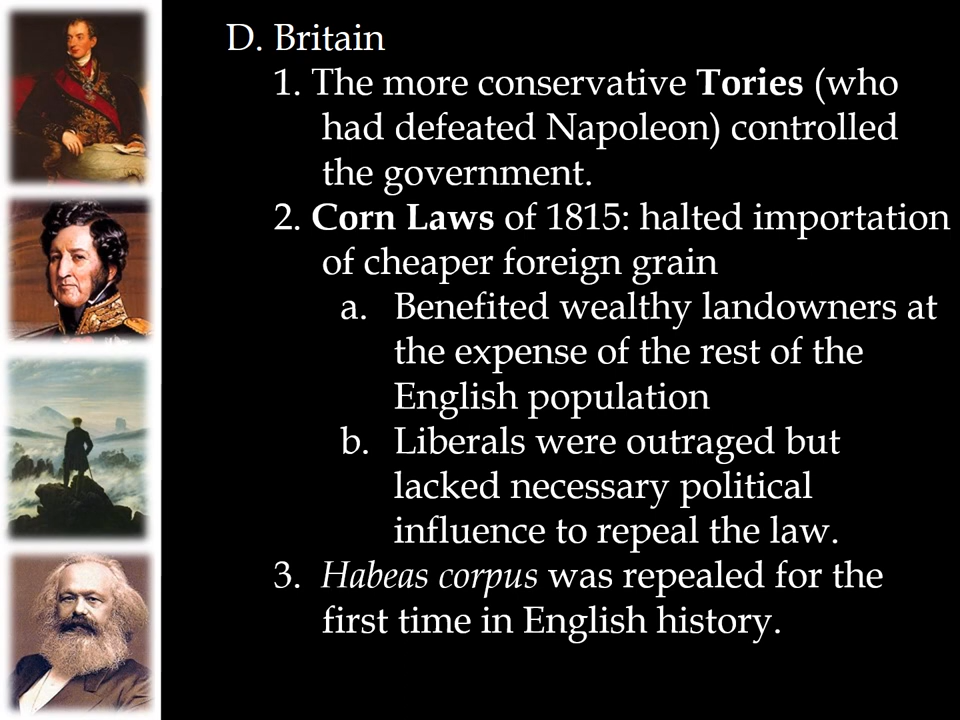 D. Britain
1. The more conservative Tories (who
had defeated Napoleon) controlled
the government.
2. Corn Laws of 1815: halted importation
of cheaper foreign grain
a. Benefited wealthy landowners at
the expense of the rest of the
English population
b. Liberals were outraged but
lacked necessary political
influence to repeal the law.
3. Habeas corpus was repealed for the
first time in English history.